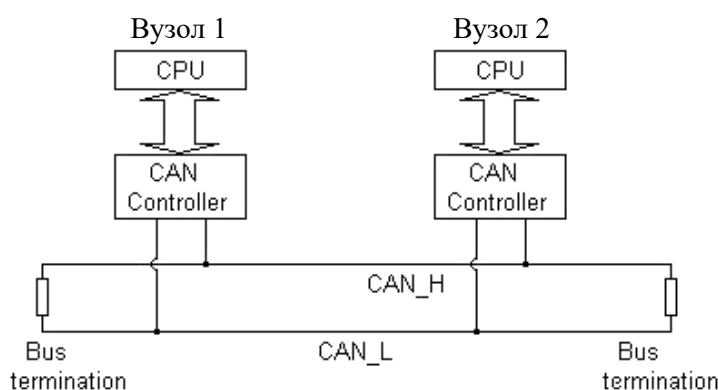 Вузол 1
Вузол 2
CPU
CPU
CAN
Controller
CAN
Controller
CAN_H
CAN_L
Bus
termination
Bus
termination